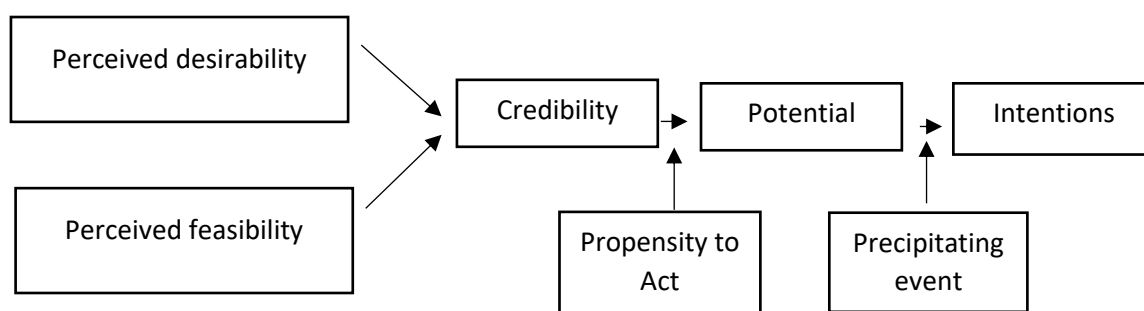 Perceived desirability
Perceived feasibility
Credibility
Potential
Intentions
Propensity to
Act
Precipitating
event